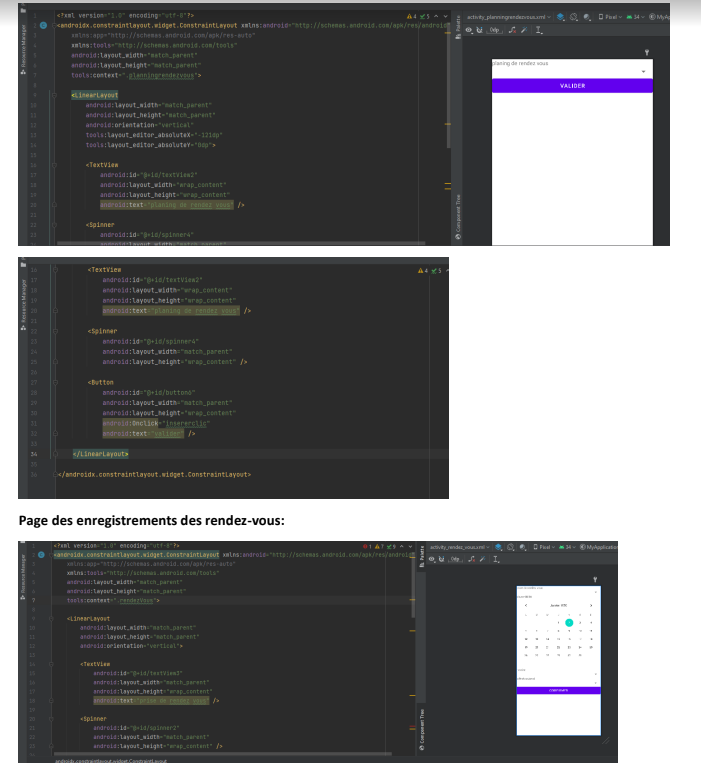 <?xml version="1.0" encoding="utf-8"?>
<androidx.constraintlayout.widget.ConstraintLayout xmlns:android="http://schemas.android.com/apk/res/android
xmlns:app="http://schemas.android.com/apk/res-auto"
xmlns:tools="http://schemas.android.com/tools"
android:layout_width="match_parent"
android:layout_height="match_parent"
tools:context=".planningrendezvous">
<LinearLayout
android:layout_width="match_parent"
android:layout_height="match_parent"
android:orientation="vertical"
tools:layout_editor_absoluteX="-121dp"
tools:layout_editor_absoluteY="0dp">
<TextView
android:id="@+id/textView2"
android:layout_width="wrap_content"
android:layout_height="wrap_content"
android:text="planing de rendez vous" />
<Spinner
android:id="@+id/spinner4"
android:layout_width="match_parent"
Resource Manager
Palette
Component Tree
activity_planningrendezvous.xml
Pixel
34
planing de rendez vous
VALIDER
<TextView
android:id="@+id/textView2"
android:layout_width="wrap_content"
android:layout_height="wrap_content"
android:text="planing de rendez vous" />
<Spinner
android:id="@+id/spinner4"
android:layout_width="match_parent"
android:layout_height="wrap_content" />
<Button
android:id="@+id/button6"
android:layout_width="match_parent"
android:layout_height="wrap_content"
android:Onclick="insererclic"
android:text="valider" />
</LinearLayout>
</androidx.constraintlayout.widget.ConstraintLayout>
Resource Manager
Page des enregistrements des rendez-vous:
<?xml version="1.0" encoding="utf-8"?>
<androidx.constraintlayout.widget.ConstraintLayout xmlns:android="http://schemas.android.com/apk/res/android
xmlns:app="http://schemas.android.com/apk/res-auto"
xmlns:tools="http://schemas.android.com/tools"
android:layout_width="match_parent"
android:layout_height="match_parent"
tools:context=".rendezVous">
<LinearLayout
android:layout_width="match_parent"
android:layout_height="match_parent"
android:orientation="vertical">
<TextView
android:id="@+id/textView3"
android:layout_width="match_parent"
android:layout_height="wrap_content"
android:text="prise de rendez vous" />
<Spinner
android:id="@+id/spinner2"
android:layout_width="match_parent"
android:layout_height="wrap_content" />
androidx.constraintlayout.widget.ConstraintLayout
Resource Manager
Palette
Component Tree
activity_rendez_vous.xml
Pixel
34
MyApplication